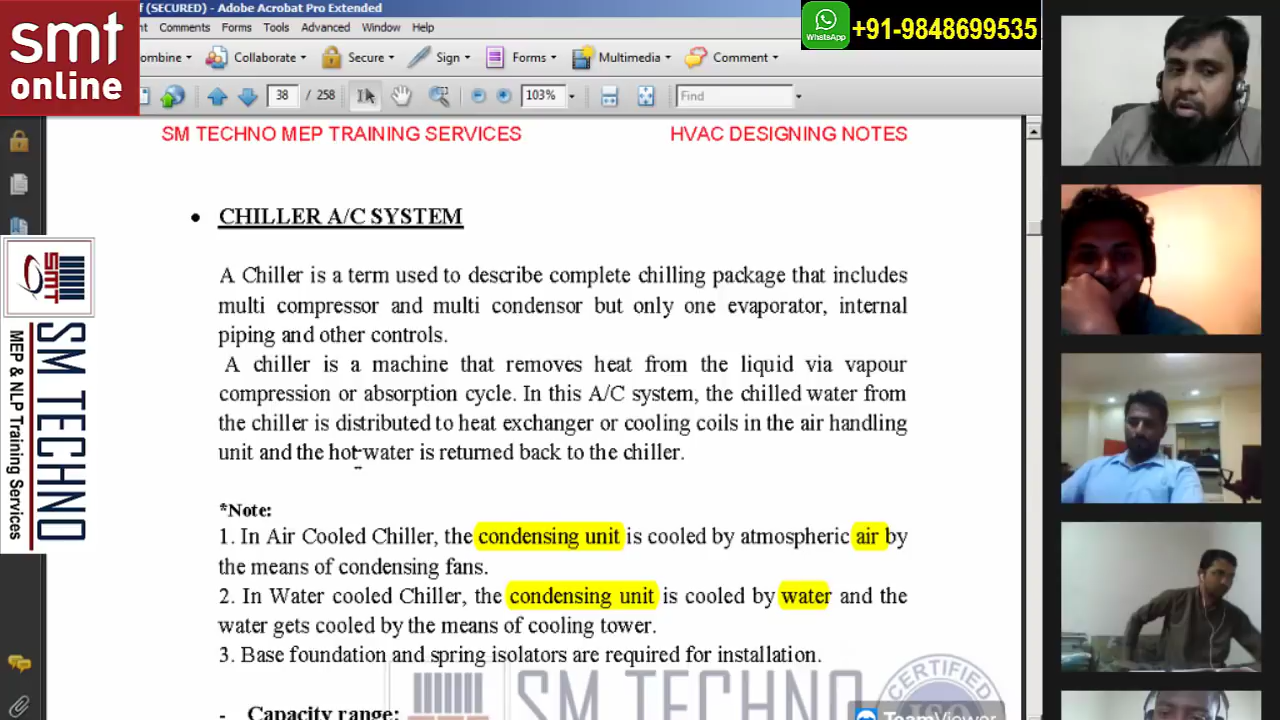 f (SECURED) - Adobe Acrobat Pro Extended
smt
online
WhatsApp
+91-9848699535
nt Comments Forms Tools Advanced Window Help
ombine Collaborate Secure Sign Forms Multimedia Comment
38 / 258 103% Find
SM TECHNO MEP TRAINING SERVICES HVAC DESIGNING NOTES
• CHILLER A/C SYSTEM
A Chiller is a term used to describe complete chilling package that includes
multi compressor and multi condensor but only one evaporator, internal
piping and other controls.
A chiller is a machine that removes heat from the liquid via vapour
compression or absorption cycle. In this A/C system, the chilled water from
the chiller is distributed to heat exchanger or cooling coils in the air handling
unit and the hot water is returned back to the chiller.
*Note:
1. In Air Cooled Chiller, the condensing unit is cooled by atmospheric air by
the means of condensing fans.
2. In Water cooled Chiller, the condensing unit is cooled by water and the
water gets cooled by the means of cooling tower.
3. Base foundation and spring isolators are required for installation.
- Capacity range:
SMT
SM TECHNO
MEP & NLP Training Services
SM TECHNO
CERTIFIED
ISO
TeamViewer